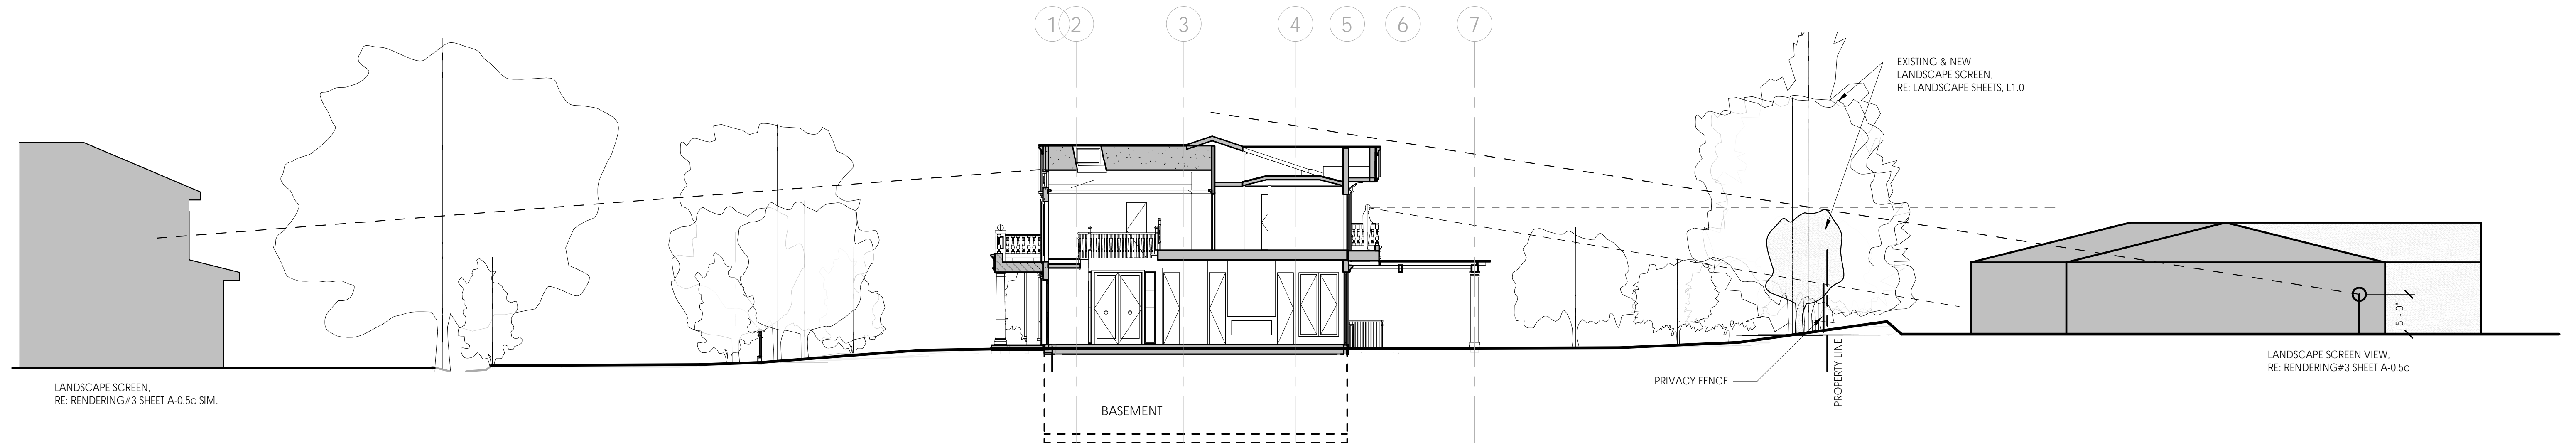 1 2 3 4 5 6 7
EXISTING & NEW
LANDSCAPE SCREEN,
RE: LANDSCAPE SHEETS, L1.0
5' - 0"
LANDSCAPE SCREEN VIEW,
RE: RENDERING#3 SHEET A-0.5c
PROPERTY LINE
PRIVACY FENCE
LANDSCAPE SCREEN,
RE: RENDERING#3 SHEET A-0.5c SIM.
BASEMENT